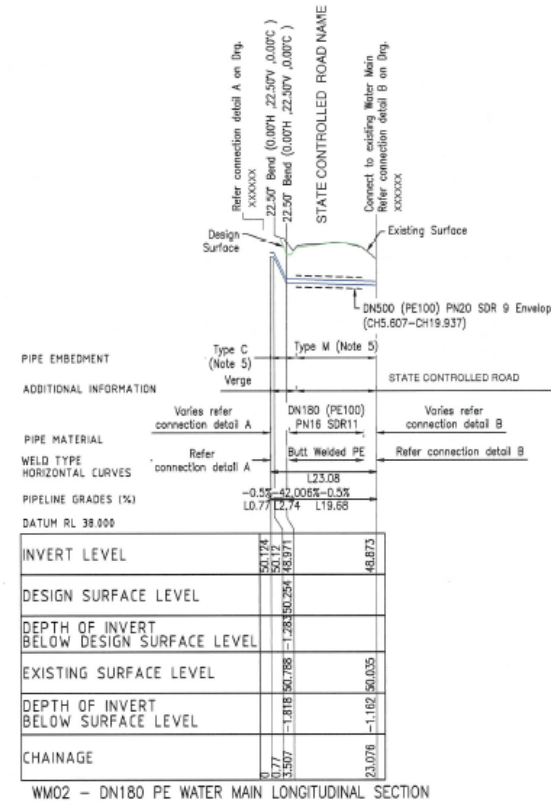 Refer connection detail A on Drg.
XXXXXX
22.50° Bend (0.00°H ,22.50°V ,0.00°C )
22.50° Bend (0.00°H ,22.50°V ,0.00°C )
STATE CONTROLLED ROAD NAME
Connect to existing Water Main
Refer connection detail B on Drg.
XXXXXX
Design
Surface
Existing Surface
DN500 (PE100) PN20 SDR 9 Envelop
(CH5.607-CH19.937)
PIPE EMBEDMENT
Type C
(Note 5)
Type M (Note 5)
ADDITIONAL INFORMATION
Verge
STATE CONTROLLED ROAD
PIPE MATERIAL
Varies refer
connection detail A
DN180 (PE100)
PN16 SDR11
Varies refer
connection detail B
WELD TYPE
Refer
connection detail A
Butt Welded PE
Refer connection detail B
HORIZONTAL CURVES
L23.08
PIPELINE GRADES (%)
-0.5% -42.006% -0.5%
L0.77 L2.74 L19.68
DATUM RL 38.000
INVERT LEVEL
50.124 50.12 48.971 48.873
DESIGN SURFACE LEVEL
50.254
DEPTH OF INVERT
BELOW DESIGN SURFACE LEVEL
-1.283
EXISTING SURFACE LEVEL
50.788 50.035
DEPTH OF INVERT
BELOW SURFACE LEVEL
-1.818 -1.162
CHAINAGE
0 0.77 3.507 23.076
WM02 - DN180 PE WATER MAIN LONGITUDINAL SECTION